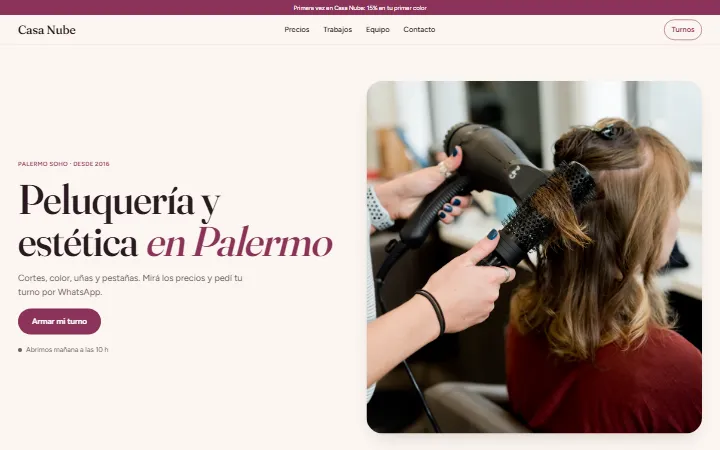 Primera vez en Casa Nube: 15% en tu primer color
Casa Nube
Precios
Trabajos
Equipo
Contacto
Turnos
PALERMO SOHO · DESDE 2016
Peluquería y
estética en Palermo
Cortes, color, uñas y pestañas. Mirá los precios y pedí tu
turno por WhatsApp.
Armar mi turno
Abrimos mañana a las 10 h